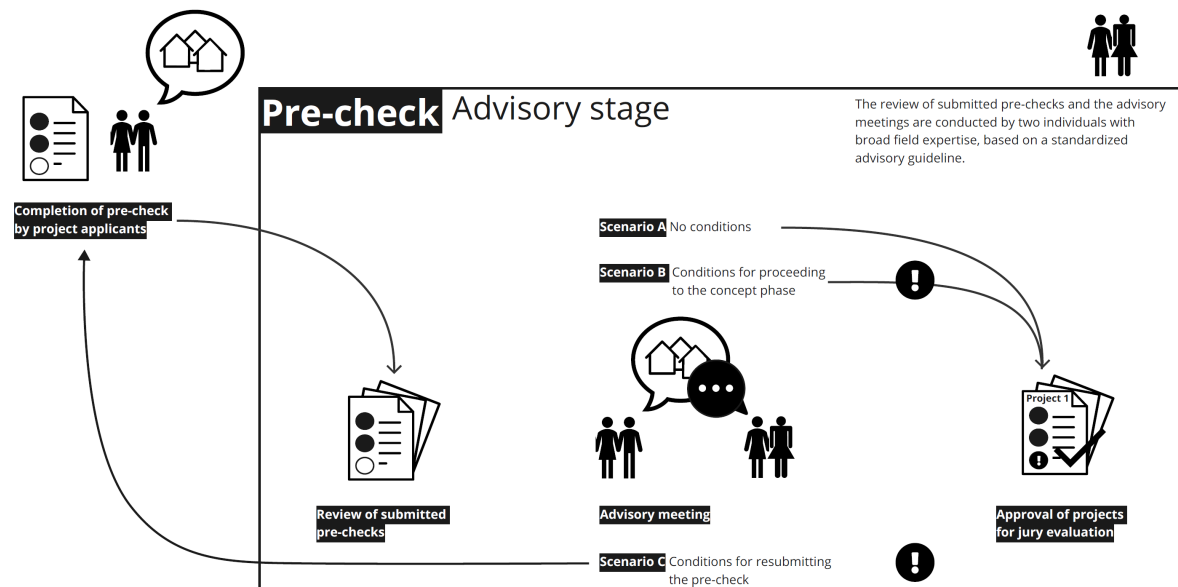 Pre-check Advisory stage
The review of submitted pre-checks and the advisory
meetings are conducted by two individuals with
broad field expertise, based on a standardized
advisory guideline.
Completion of pre-check
by project applicants
Scenario A No conditions
Scenario B Conditions for proceeding
to the concept phase
!
Project 1
!
Review of submitted
pre-checks
Advisory meeting
Approval of projects
for jury evaluation
Scenario C Conditions for resubmitting
the pre-check
!